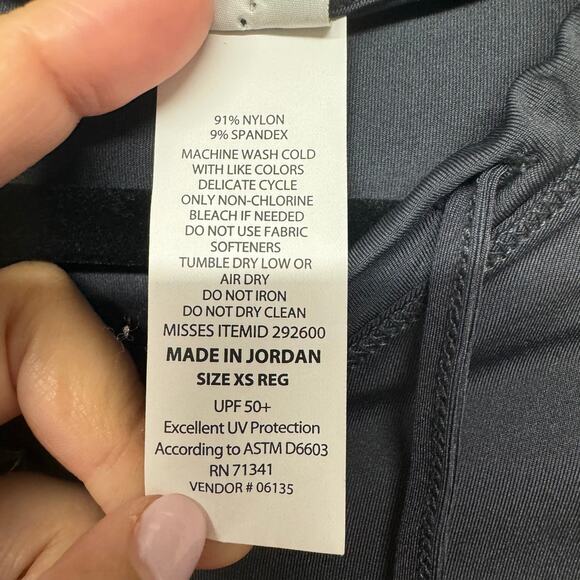 91% NYLON
9% SPANDEX
MACHINE WASH COLD
WITH LIKE COLORS
DELICATE CYCLE
ONLY NON-CHLORINE
BLEACH IF NEEDED
DO NOT USE FABRIC
SOFTENERS
TUMBLE DRY LOW OR
AIR DRY
DO NOT IRON
DO NOT DRY CLEAN
MISSES ITEMID 292600
MADE IN JORDAN
SIZE XS REG
UPF 50+
Excellent UV Protection
According to ASTM D6603
RN 71341
VENDOR # 06135